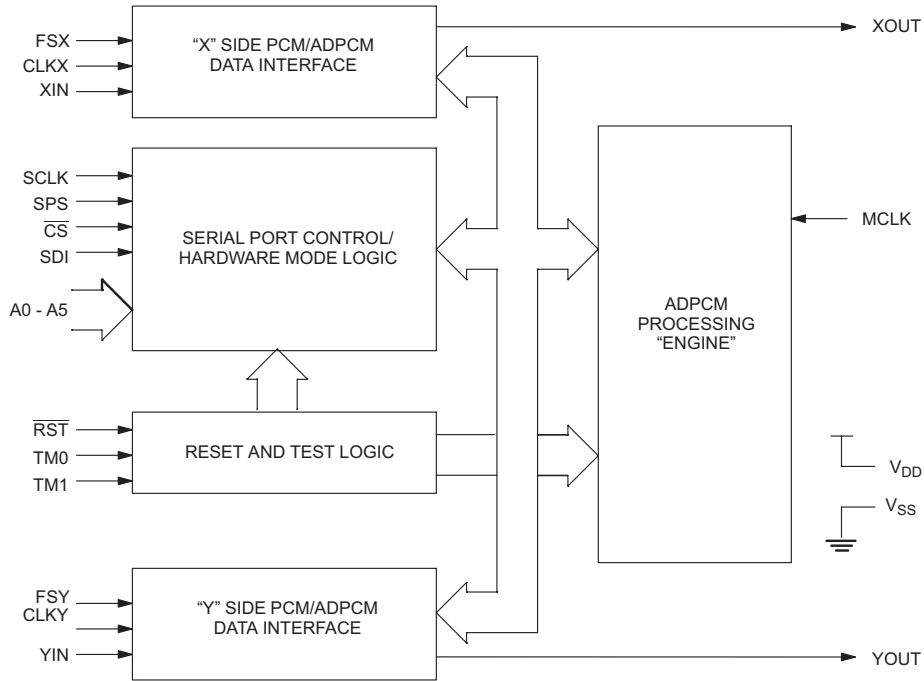 FSX
CLKX
XIN
“X” SIDE PCM/ADPCM
DATA INTERFACE
XOUT
SCLK
SPS
CS
SDI
A0 - A5
SERIAL PORT CONTROL/
HARDWARE MODE LOGIC
MCLK
ADPCM
PROCESSING
“ENGINE”
RST
TM0
TM1
RESET AND TEST LOGIC
VDD
VSS
FSY
CLKY
YIN
“Y” SIDE PCM/ADPCM
DATA INTERFACE
YOUT